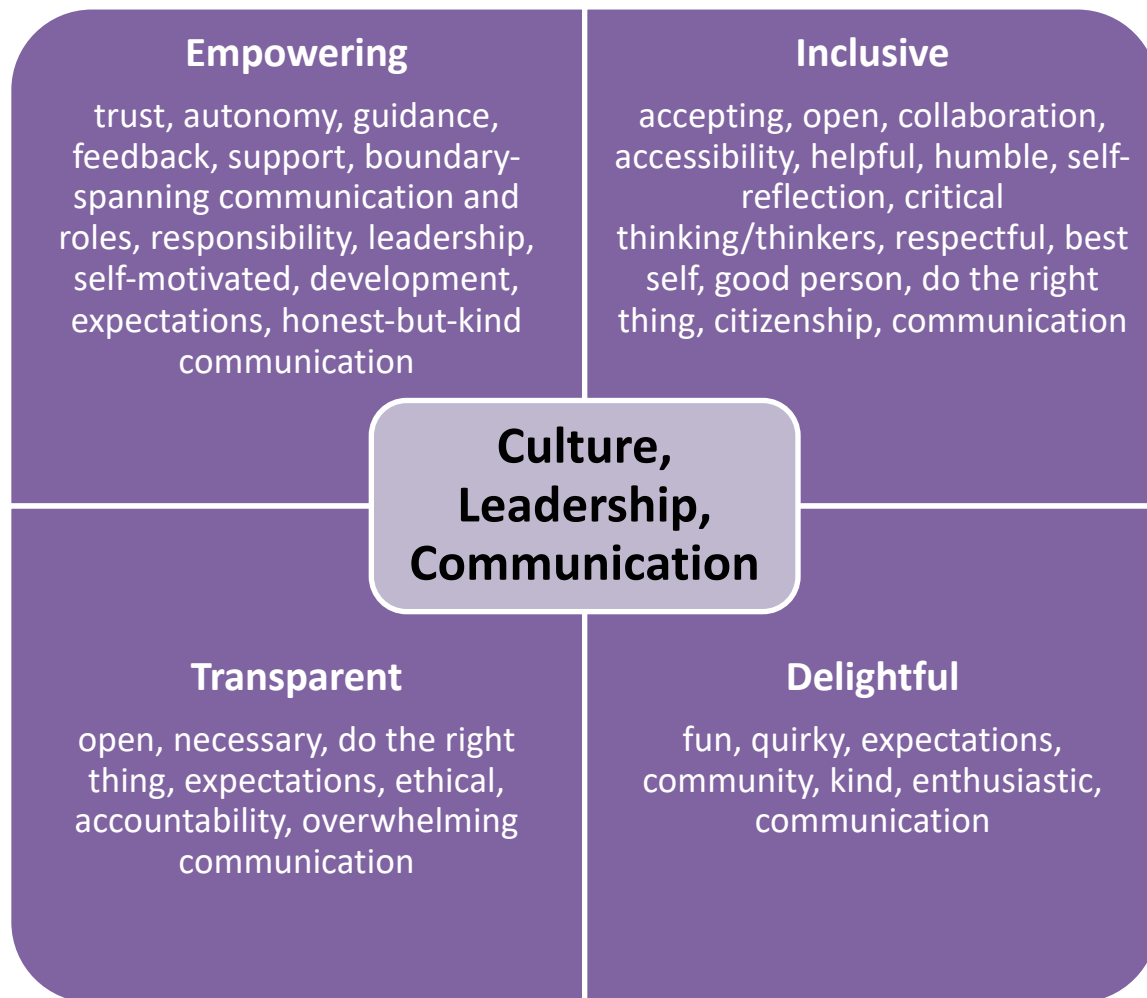 Empowering
trust, autonomy, guidance,
feedback, support, boundary-
spanning communication and
roles, responsibility, leadership,
self-motivated, development,
expectations, honest-but-kind
communication
Inclusive
accepting, open, collaboration,
accessibility, helpful, humble, self-
reflection, critical
thinking/thinkers, respectful, best
self, good person, do the right
thing, citizenship, communication
Culture,
Leadership,
Communication
Transparent
open, necessary, do the right
thing, expectations, ethical,
accountability, overwhelming
communication
Delightful
fun, quirky, expectations,
community, kind, enthusiastic,
communication